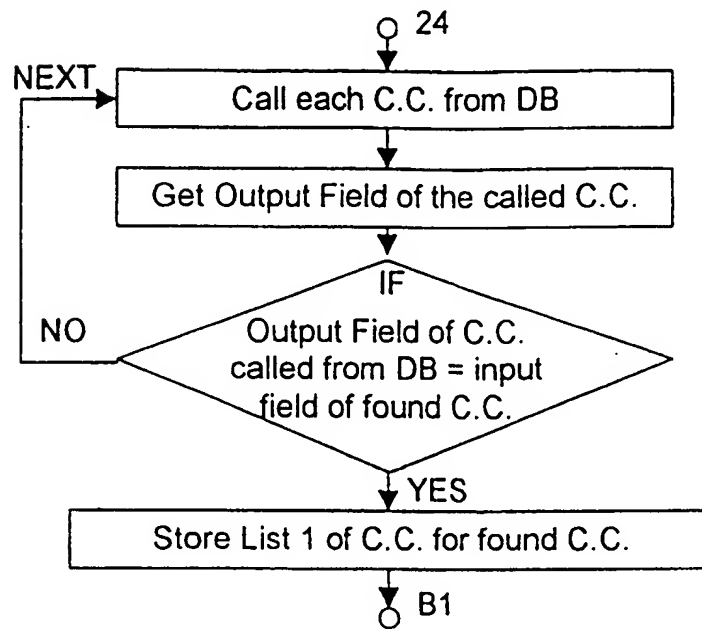 24
NEXT
Call each C.C. from DB
Get Output Field of the called C.C.
IF
NO
Output Field of C.C.
called from DB = input
field of found C.C.
YES
Store List 1 of C.C. for found C.C.
B1